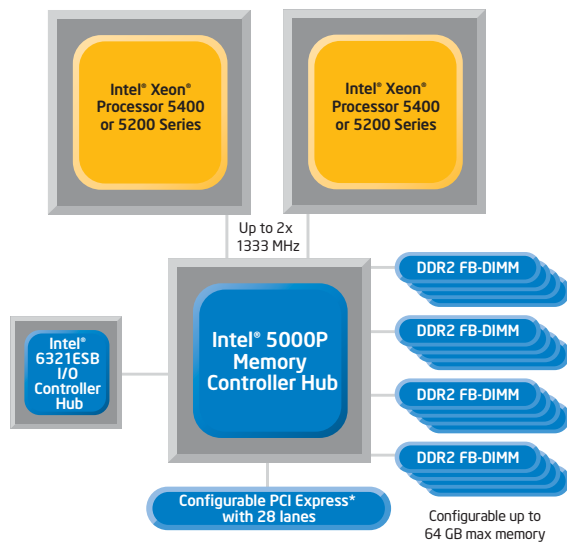 Intel® Xeon®
Processor 5400
or 5200 Series
Intel® Xeon®
Processor 5400
or 5200 Series
Up to 2x
1333 MHz
DDR2 FB-DIMM
DDR2 FB-DIMM
DDR2 FB-DIMM
DDR2 FB-DIMM
Intel®
6321ESB
I/O
Controller
Hub
Intel® 5000P
Memory
Controller Hub
Configurable PCI Express*
with 28 lanes
Configurable up to
64 GB max memory